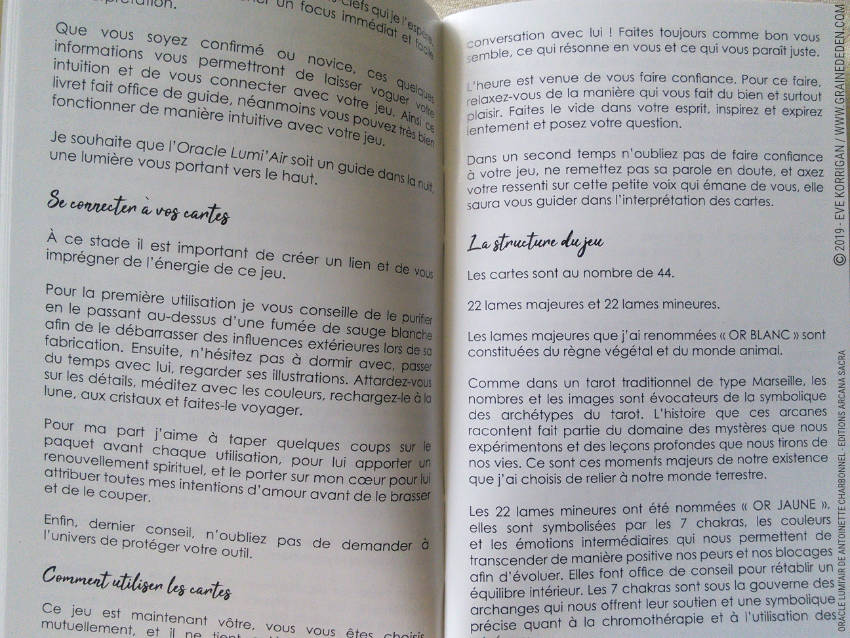 -clefs qui je l'espère
un focus immédiat et facile
interprétation.
Que vous soyez confirmé ou novice, ces quelques
informations vous permettront de laisser voguer votre
intuition et de vous connecter avec votre jeu. Ainsi ce
livret fait office de guide, néanmoins vous pouvez très bien
fonctionner de manière intuitive avec votre jeu.
Je souhaite que l'Oracle Lumi'Air soit un guide dans la nuit,
une lumière vous portant vers le haut.
Se connecter à vos cartes
À ce stade il est important de créer un lien et de vous
imprégner de l'énergie de ce jeu.
Pour la première utilisation je vous conseille de le purifier
en le passant au-dessus d'une fumée de sauge blanche
afin de le débarrasser des influences extérieures lors de sa
fabrication. Ensuite, n'hésitez pas à dormir avec, passer
du temps avec lui, regarder ses illustrations. Attardez-vous
sur les détails, méditez avec les couleurs, rechargez-le à la
lune, aux cristaux et faites-le voyager.
Pour ma part j'aime à taper quelques coups sur le
paquet avant chaque utilisation, pour lui apporter un
renouvellement spirituel, et le porter sur mon cœur pour lui
attribuer toutes mes intentions d'amour avant de le brasser
et de le couper.
Enfin, dernier conseil, n'oubliez pas de demander à
l'univers de protéger votre outil.
Comment utiliser les cartes
Ce jeu est maintenant vôtre, vous vous êtes choisis
mutuellement, et il ne tient
conversation avec lui ! Faites toujours comme bon vous
semble, ce qui résonne en vous et ce qui vous paraît juste.
L'heure est venue de vous faire confiance. Pour ce faire,
relaxez-vous de la manière qui vous fait du bien et surtout
plaisir. Faites le vide dans votre esprit, inspirez et expirez
lentement et posez votre question.
Dans un second temps n'oubliez pas de faire confiance
à votre jeu, ne remettez pas sa parole en doute, et axez
votre ressenti sur cette petite voix qui émane de vous, elle
saura vous guider dans l'interprétation des cartes.
La structure du jeu
Les cartes sont au nombre de 44.
22 lames majeures et 22 lames mineures.
Les lames majeures que j'ai renommées « OR BLANC » sont
constituées du règne végétal et du monde animal.
Comme dans un tarot traditionnel de type Marseille, les
nombres et les images sont évocateurs de la symbolique
des archétypes du tarot. L'histoire que ces arcanes
racontent fait partie du domaine des mystères que nous
expérimentons et des leçons profondes que nous tirons de
nos vies. Ce sont ces moments majeurs de notre existence
que j'ai choisis de relier à notre monde terrestre.
Les 22 lames mineures ont été nommées « OR JAUNE »,
elles sont symbolisées par les 7 chakras, les couleurs
et les émotions intermédiaires qui nous permettent de
transcender de manière positive nos peurs et nos blocages
afin d'évoluer. Elles font office de conseil pour rétablir un
équilibre intérieur. Les 7 chakras sont sous la gouverne des
archanges qui nous offrent leur soutien et une symbolique
précise quant à la chromothérapie et à l'utilisation des
© 2019 - EVE KORRIGAN / WWW.GRAINEDEDEN.COM
ORACLE LUMI'AIR DE ANTOINETTE CHARBONNEL. EDITIONS ARCANA SACRA